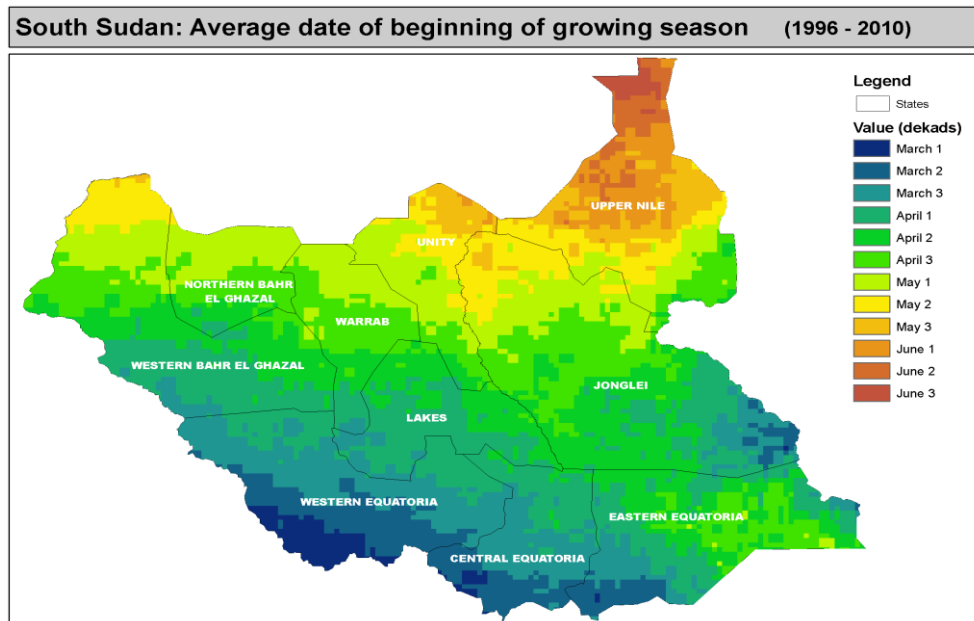 South Sudan: Average date of beginning of growing season (1996 - 2010)
Legend
States
Value (dekads)
March 1
March 2
March 3
April 1
April 2
April 3
May 1
May 2
May 3
June 1
June 2
June 3
UPPER NILE
UNITY
NORTHERN BAHR
EL GHAZAL
WARRAB
WESTERN BAHR EL GHAZAL
JONGLEI
LAKES
WESTERN EQUATORIA
EASTERN EQUATORIA
CENTRAL EQUATORIA